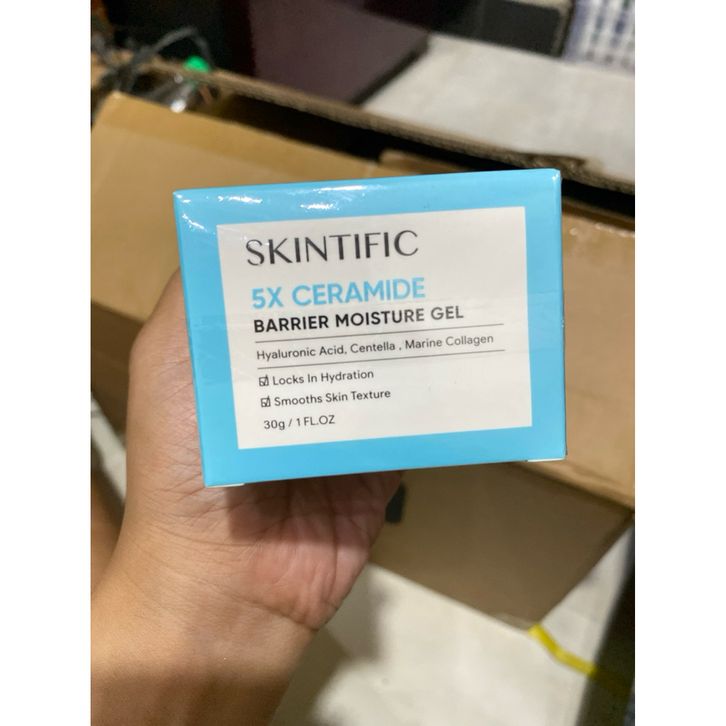 SKINTIFIC
5X CERAMIDE
BARRIER MOISTURE GEL
Hyaluronic Acid, Centella , Marine Collagen
Locks In Hydration
Smooths Skin Texture
30g / 1 FL.OZ